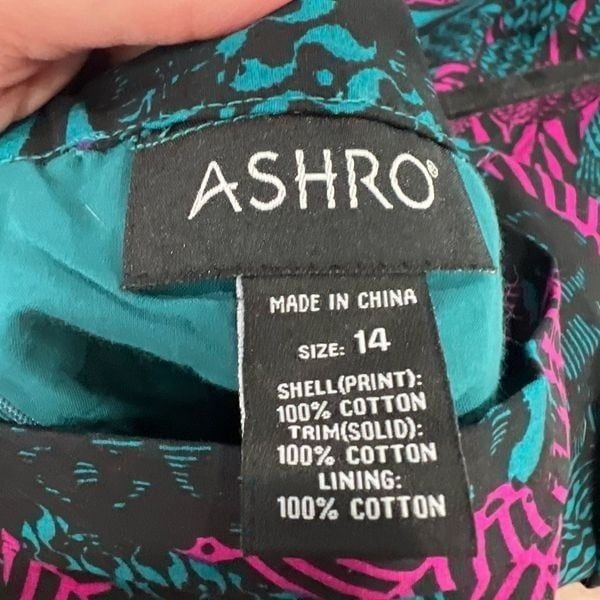 ASHRO®
MADE IN CHINA
SIZE: 14
SHELL(PRINT):
100% COTTON
TRIM(SOLID):
100% COTTON
LINING:
100% COTTON